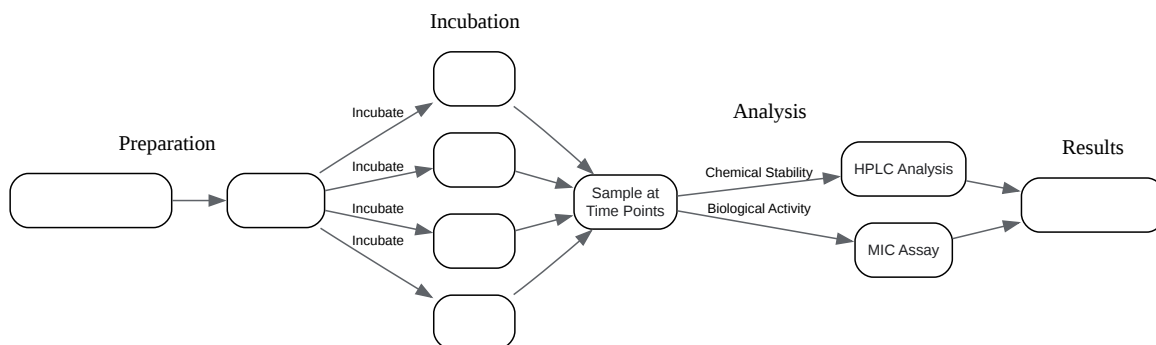 Incubation
Preparation
Analysis
Results
Incubate
Incubate
Incubate
Incubate
Sample at
Time Points
Chemical Stability
Biological Activity
HPLC Analysis
MIC Assay